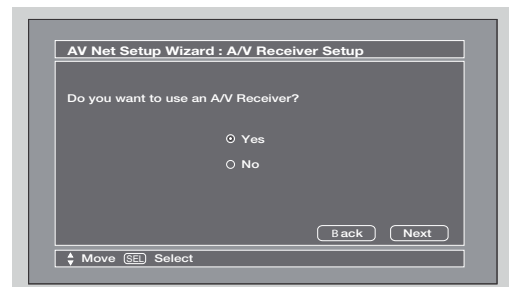 AV Net Setup Wizard : A/V Receiver Setup
Do you want to use an A/V Receiver?
Yes
No
Back Next
Move SEL Select